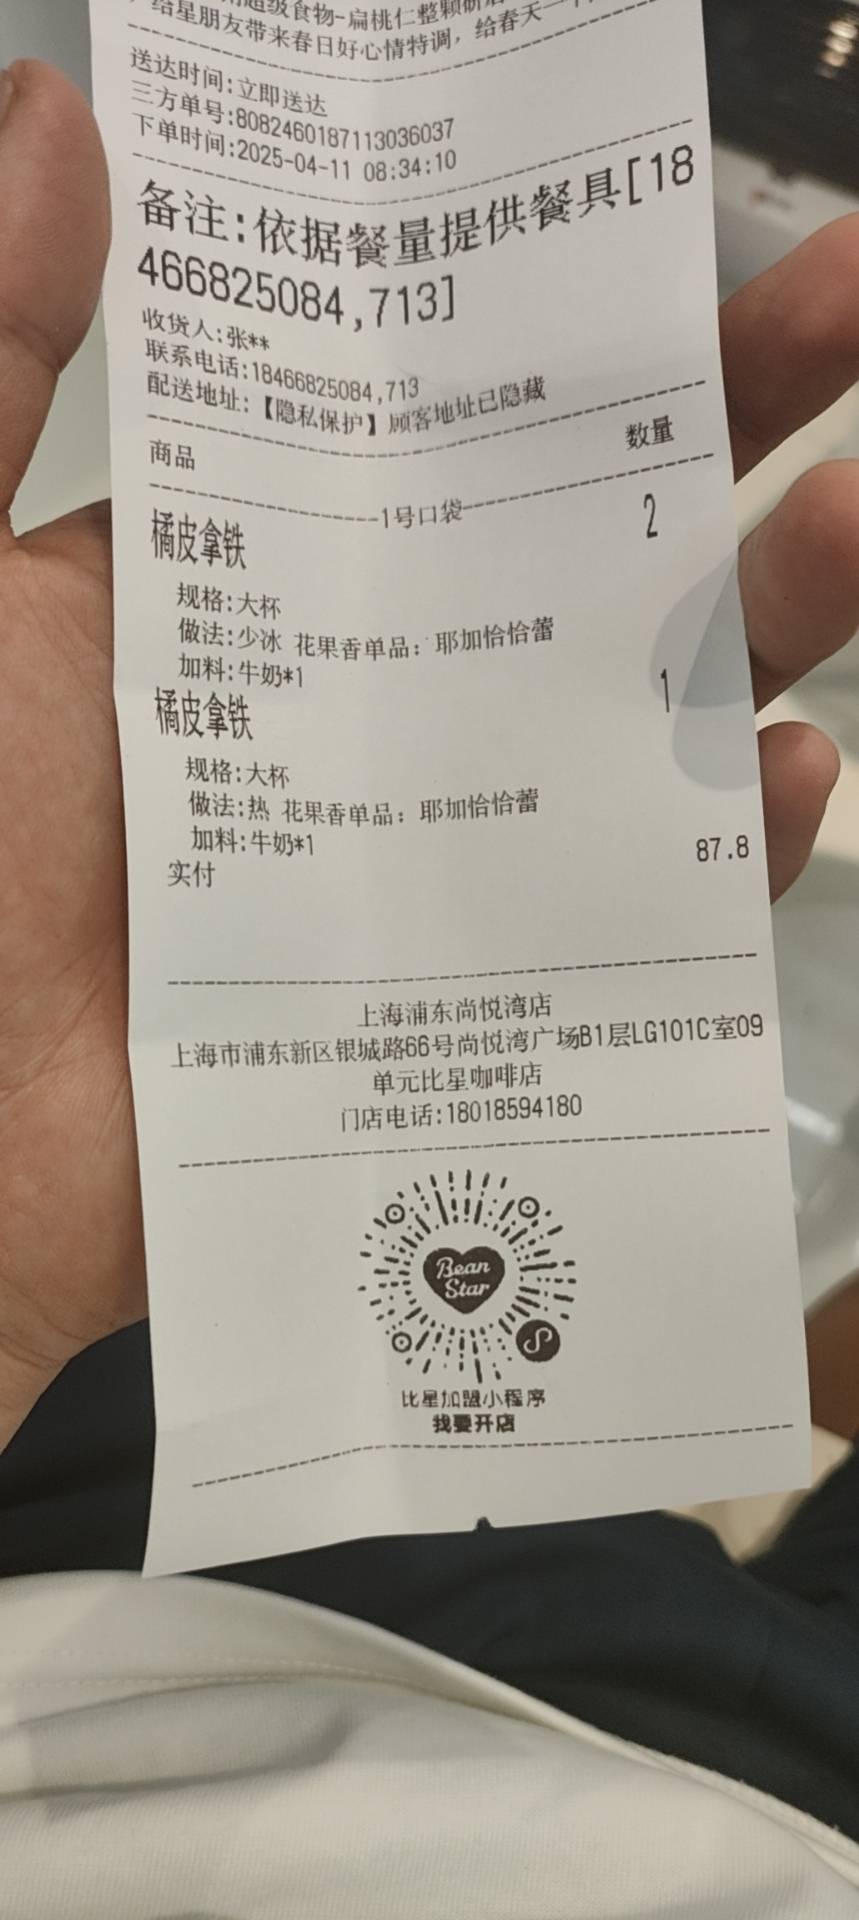 超级食物-扁桃仁整颗研
给星朋友带来春日好心情特调，给春天一
送达时间:立即送达
三方单号:8082460187113036037
下单时间:2025-04-11 08:34:10
备注:依据餐量提供餐具[18
466825084,713]
收货人:张**
联系电话:18466825084,713
配送地址:【隐私保护】顾客地址已隐藏
商品 数量
1号口袋
橘皮拿铁 2
规格:大杯
做法:少冰 花果香单品：耶加恰恰蕾
加料:牛奶*1
橘皮拿铁 1
规格:大杯
做法:热 花果香单品：耶加恰恰蕾
加料:牛奶*1
实付 87.8
上海浦东尚悦湾店
上海市浦东新区银城路66号尚悦湾广场B1层LG101C室09
单元比星咖啡店
门店电话:18018594180
Bean
Star
比星加盟小程序
我要开店